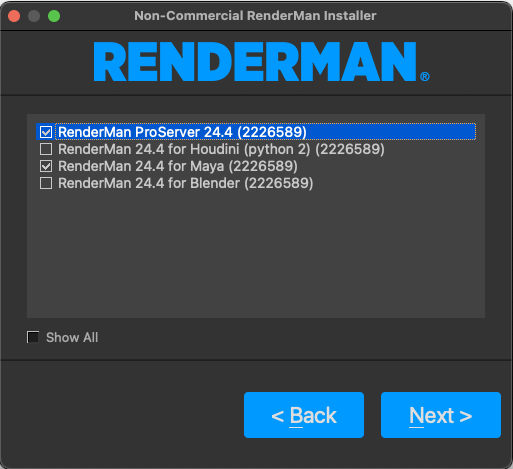 Non-Commercial RenderMan Installer
RENDERMAN®
RenderMan ProServer 24.4 (2226589)
RenderMan 24.4 for Houdini (python 2) (2226589)
RenderMan 24.4 for Maya (2226589)
RenderMan 24.4 for Blender (2226589)
Show All
< Back
Next >